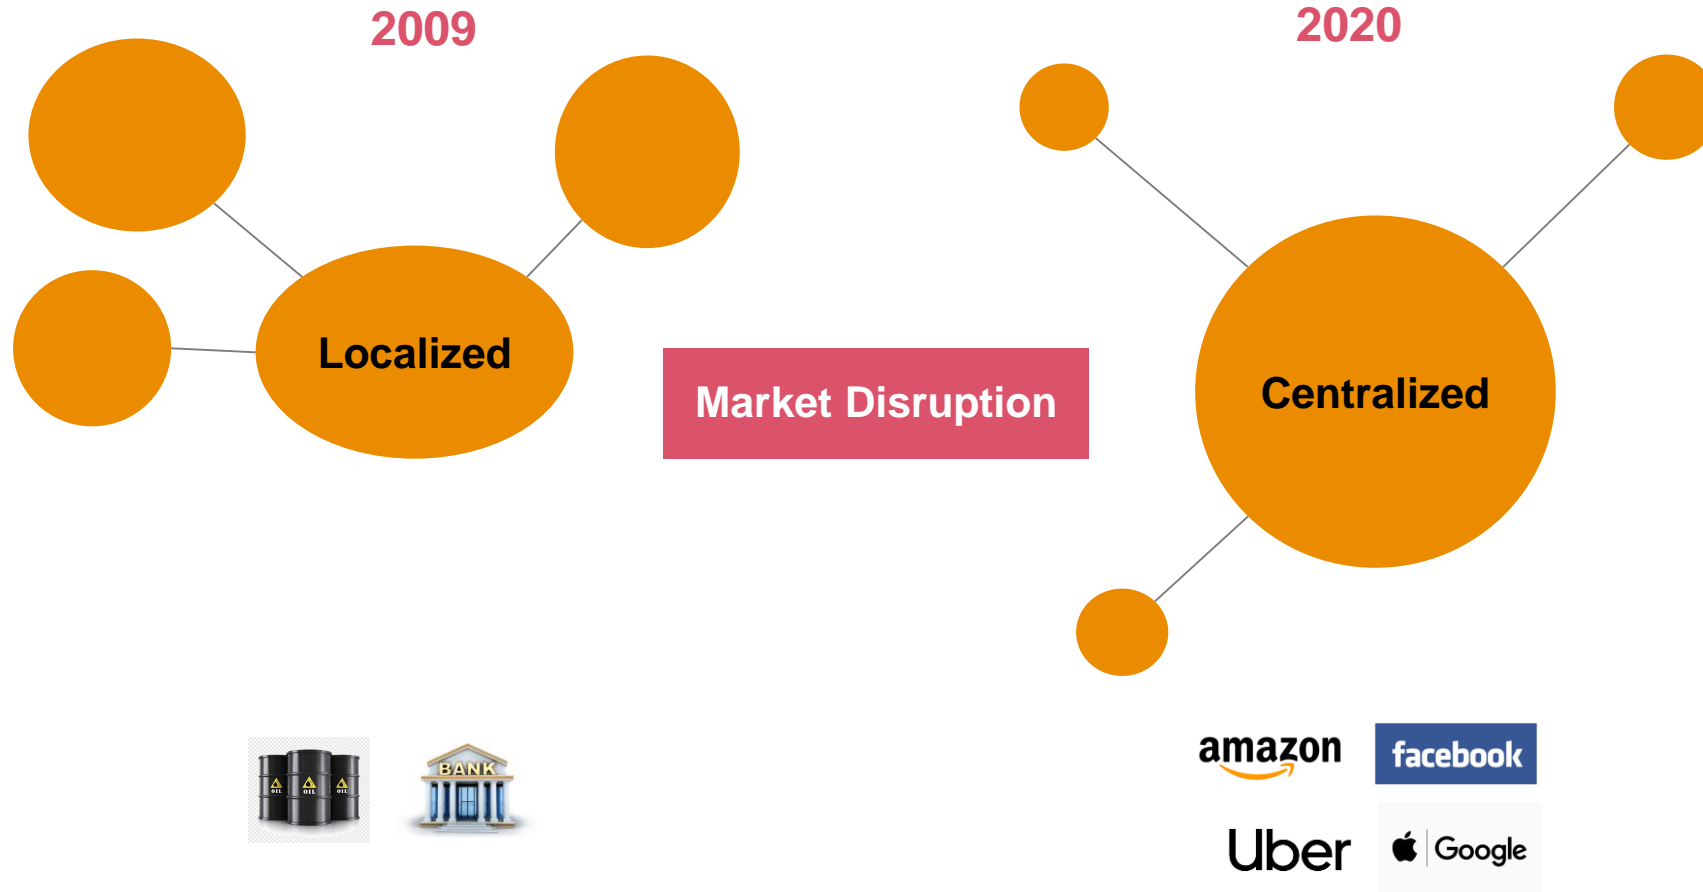 2009
2020
Localized
Market Disruption
Centralized
BANK
OIL OIL OIL
amazon
facebook
Uber
Google